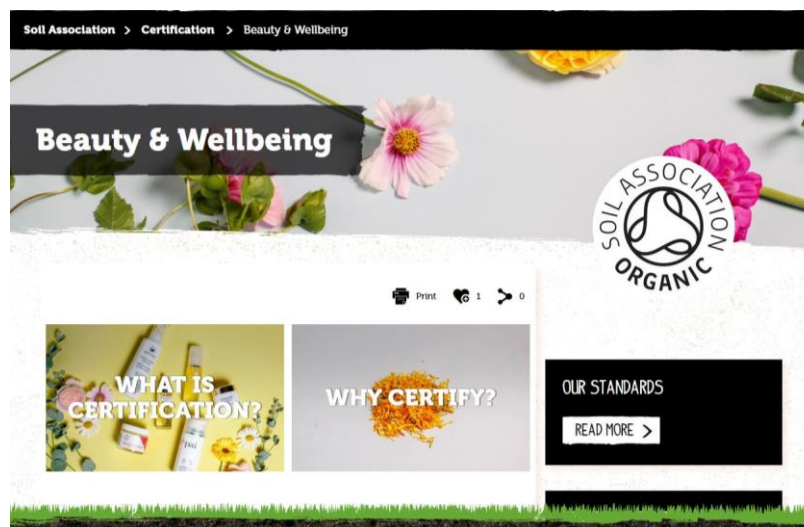 Soil Association > Certification > Beauty & Wellbeing
Beauty & Wellbeing
SOIL ASSOCIATION
ORGANIC
Print 1 0
WHAT IS
CERTIFICATION?
WHY CERTIFY?
OUR STANDARDS
READ MORE >